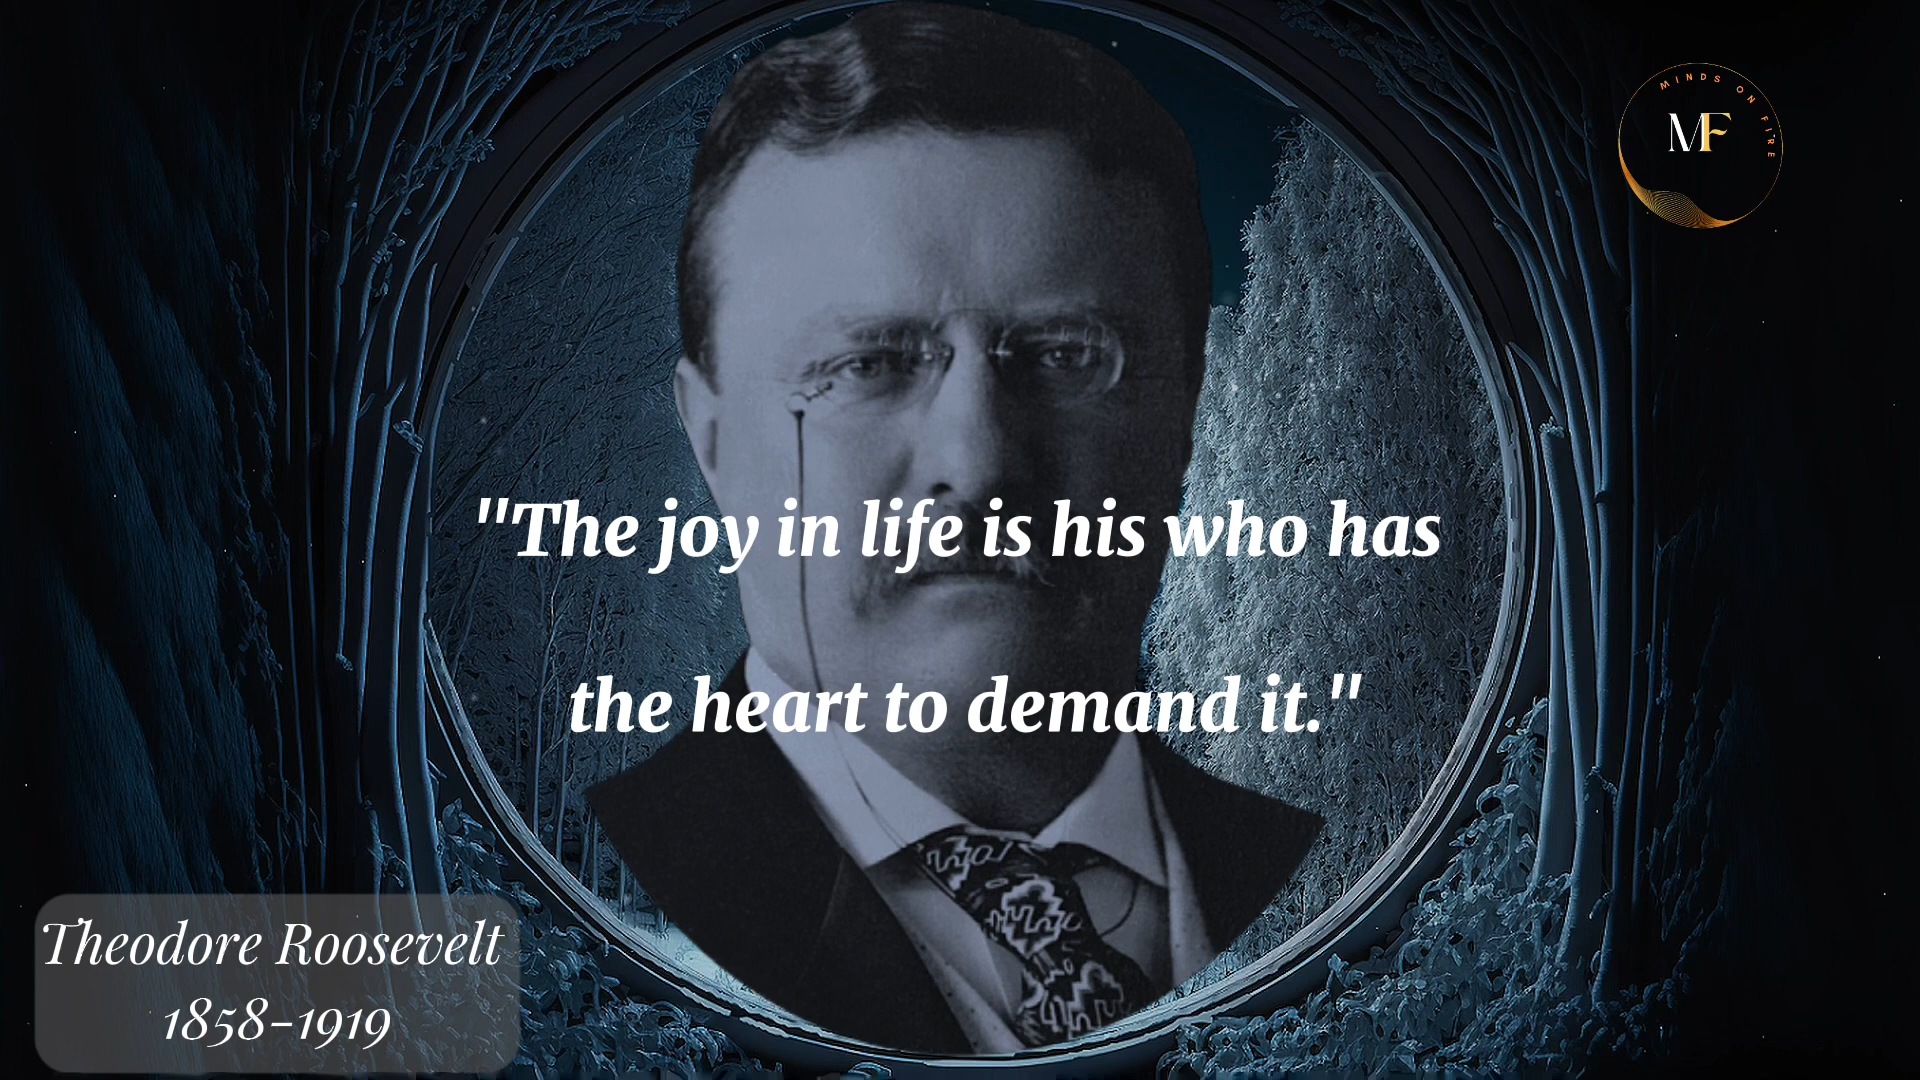 MINDS ON FIRE
MF
"The joy in life is his who has
the heart to demand it."
Theodore Roosevelt
1858–1919